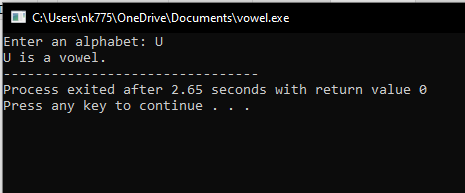 C:\Users\nk775\OneDrive\Documents\vowel.exe
Enter an alphabet: U
U is a vowel.
--------------------------------
Process exited after 2.65 seconds with return value 0
Press any key to continue . . .